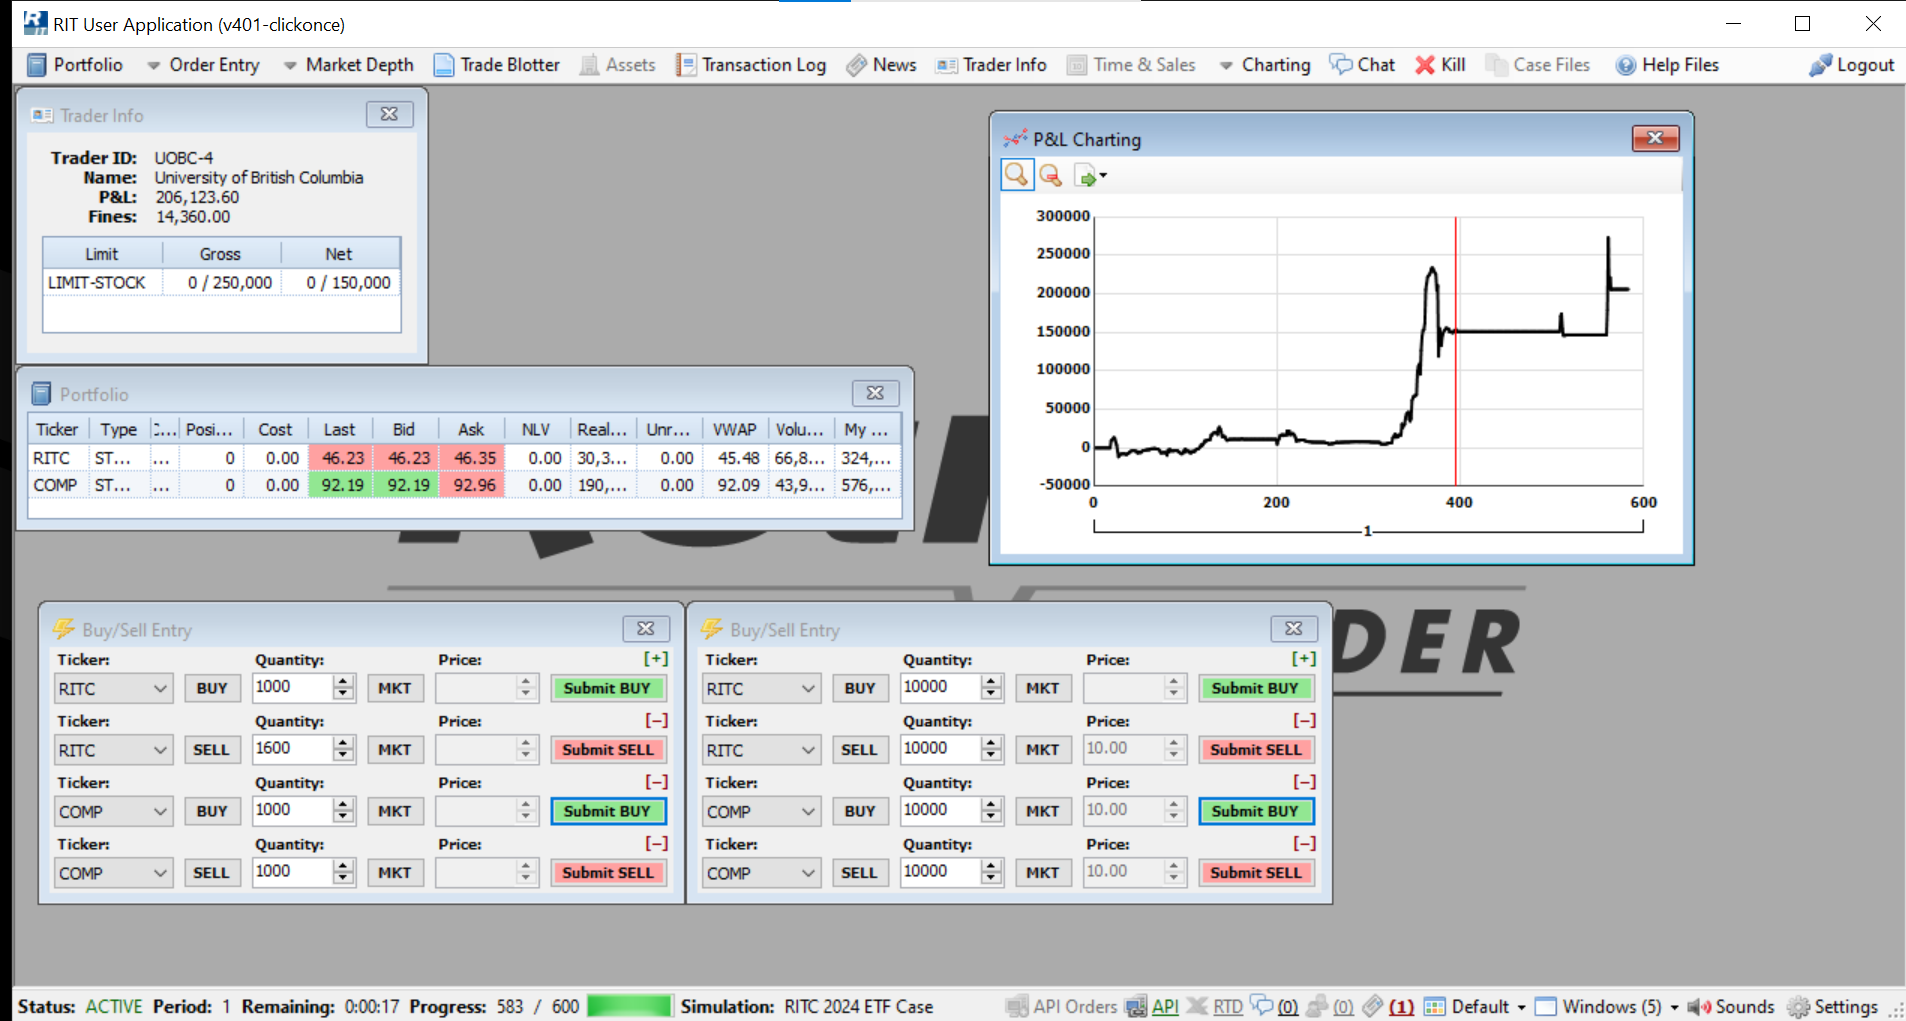 RIT User Application (v401-clickonce)
Portfolio Order Entry Market Depth Trade Blotter Assets Transaction Log News Trader Info Time & Sales Charting Chat Kill Case Files Help Files Logout
Trader Info
Trader ID: UOBC-4
Name: University of British Columbia
P&L: 206,123.60
Fines: 14,360.00
Limit Gross Net
LIMIT-STOCK 0 / 250,000 0 / 150,000
P&L Charting
300000
250000
200000
150000
100000
50000
0
-50000
0 200 400 600
1
Portfolio
Ticker Type ... Posi... Cost Last Bid Ask NLV Real... Unr... VWAP Volu... My ...
RITC ST... ... 0 0.00 46.23 46.23 46.35 0.00 30,3... 0.00 45.48 66,8... 324,...
COMP ST... ... 0 0.00 92.19 92.19 92.96 0.00 190,... 0.00 92.09 43,9... 576,...
DER
Buy/Sell Entry
Ticker: Quantity: Price: [+]
RITC BUY 1000 MKT Submit BUY
Ticker: Quantity: Price: [−]
RITC SELL 1600 MKT Submit SELL
Ticker: Quantity: Price: [−]
COMP BUY 1000 MKT Submit BUY
Ticker: Quantity: Price: [−]
COMP SELL 1000 MKT Submit SELL
Buy/Sell Entry
Ticker: Quantity: Price: [+]
RITC BUY 10000 MKT Submit BUY
Ticker: Quantity: Price: [−]
RITC SELL 10000 MKT 10.00 Submit SELL
Ticker: Quantity: Price: [−]
COMP BUY 10000 MKT 10.00 Submit BUY
Ticker: Quantity: Price: [−]
COMP SELL 10000 MKT 10.00 Submit SELL
Status: ACTIVE Period: 1 Remaining: 0:00:17 Progress: 583 / 600 Simulation: RITC 2024 ETF Case API Orders API RTD (0) (0) (1) Default Windows (5) Sounds Settings